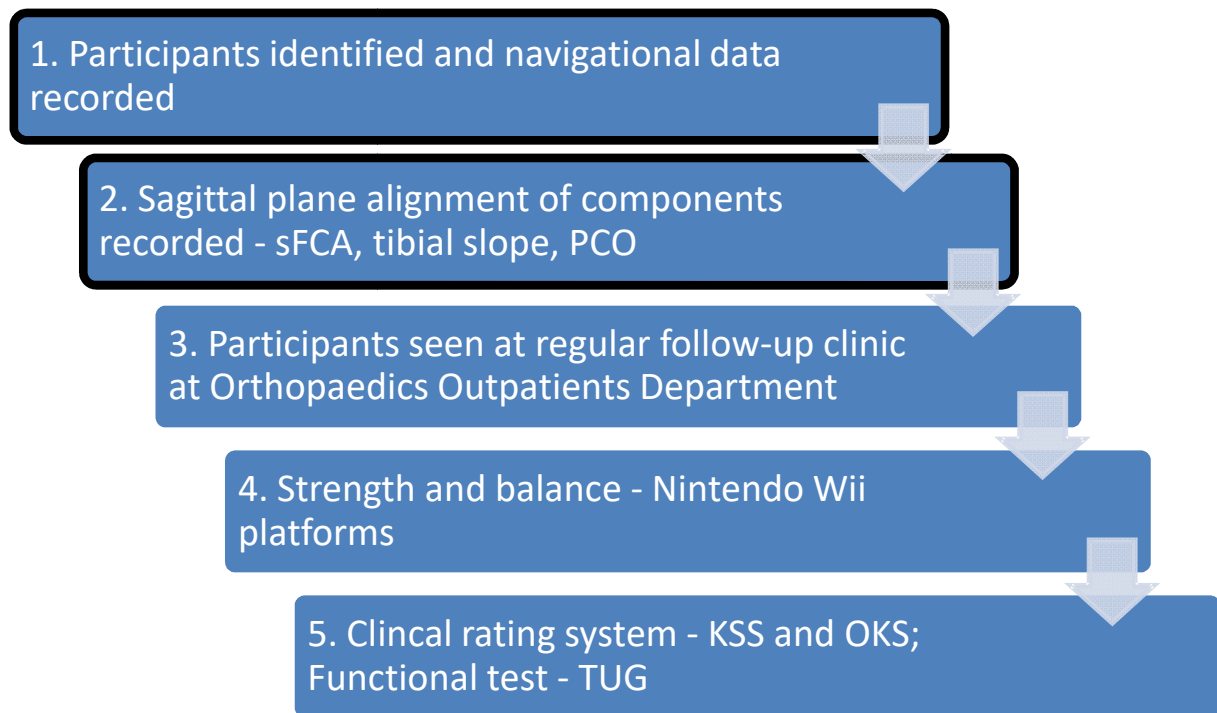 1. Participants identified and navigational data
recorded
2. Sagittal plane alignment of components
recorded - sFCA, tibial slope, PCO
3. Participants seen at regular follow-up clinic
at Orthopaedics Outpatients Department
4. Strength and balance - Nintendo Wii
platforms
5. Clincal rating system - KSS and OKS;
Functional test - TUG